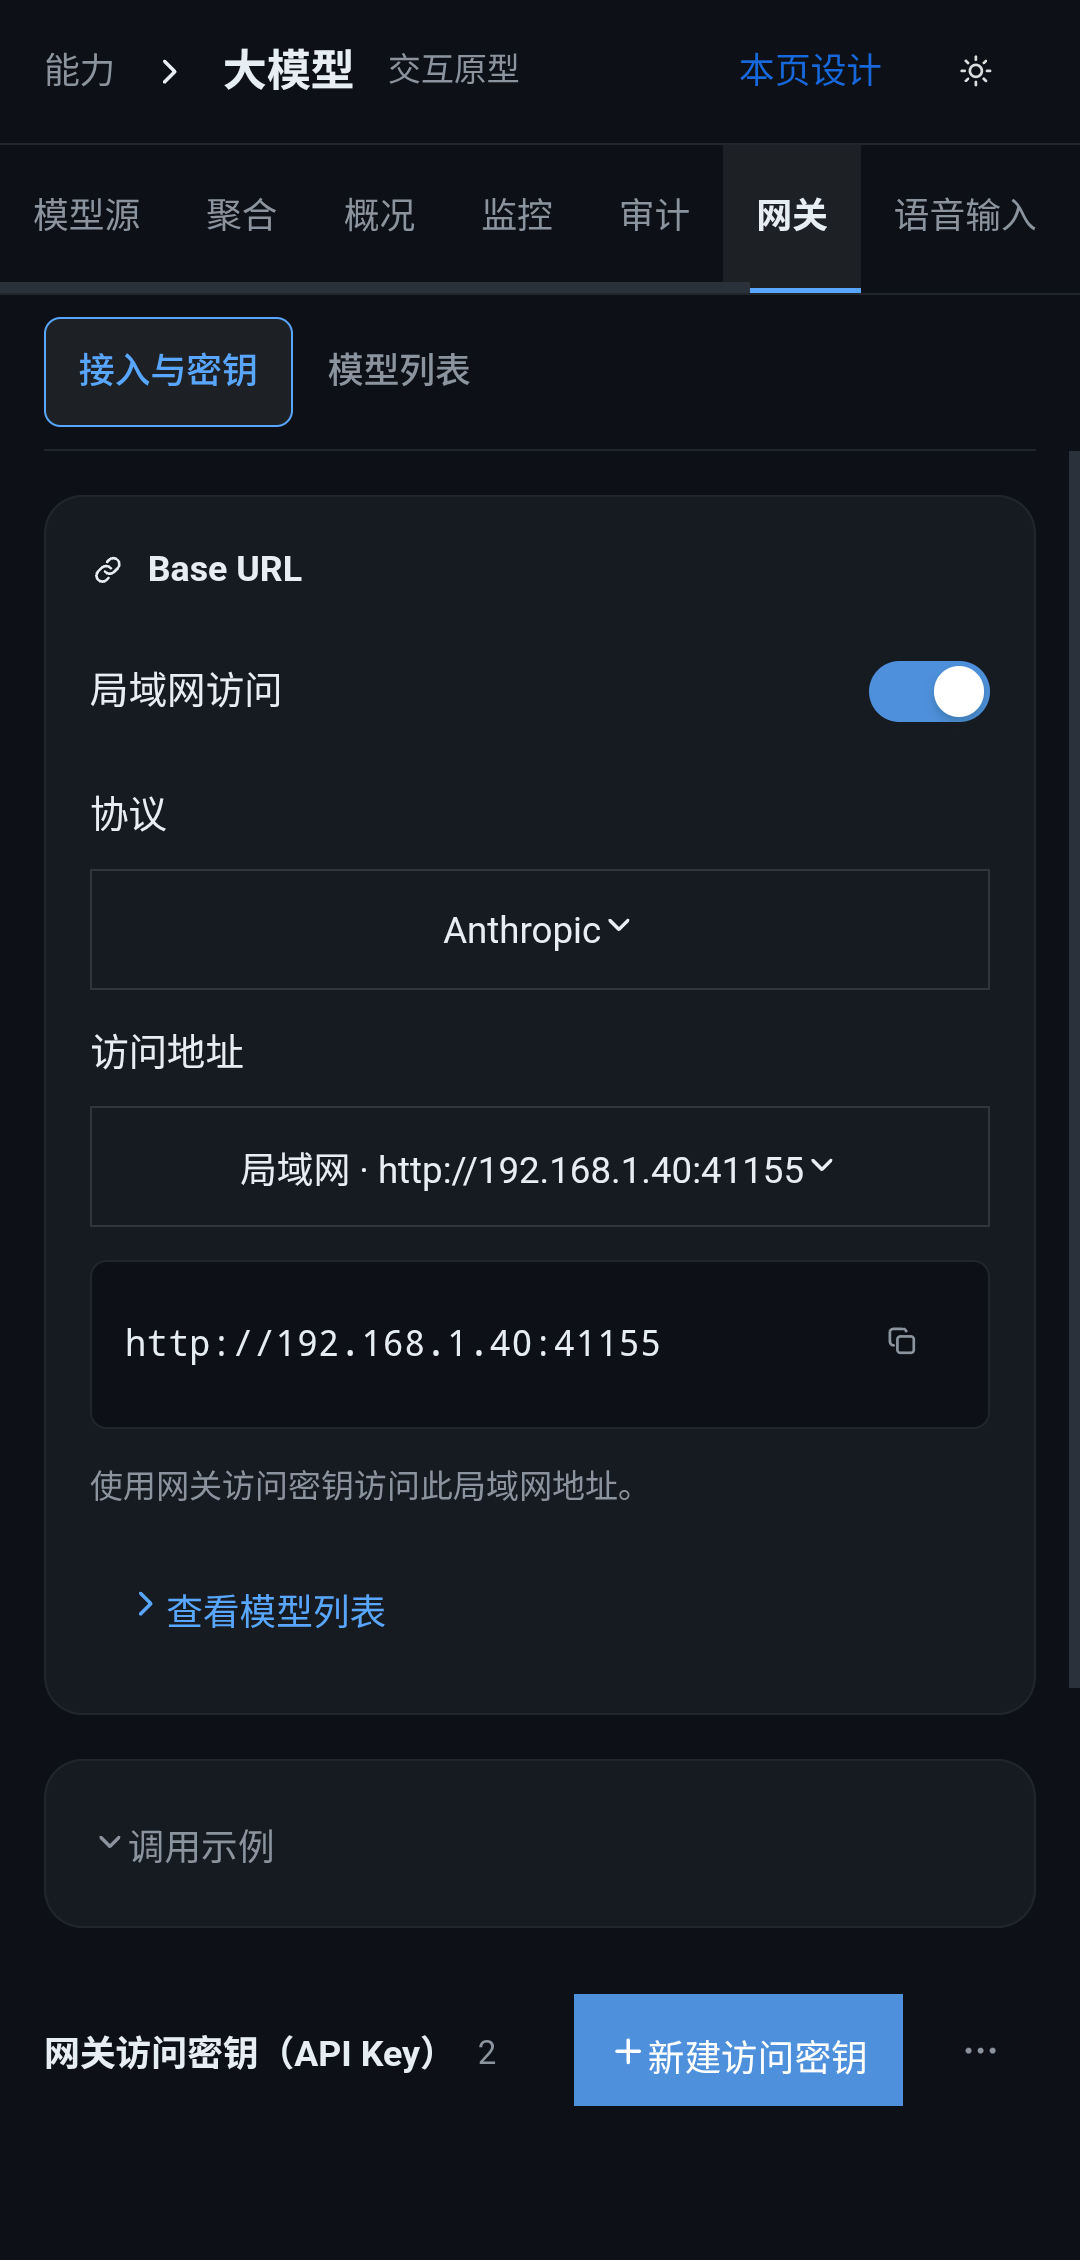 能力 大模型 交互原型 本页设计
模型源 聚合 概况 监控 审计 网关 语音输入
接入与密钥 模型列表
Base URL
局域网访问
协议
Anthropic
访问地址
局域网 · http://192.168.1.40:41155
http://192.168.1.40:41155
使用网关访问密钥访问此局域网地址。
查看模型列表
调用示例
网关访问密钥（API Key） 2 新建访问密钥